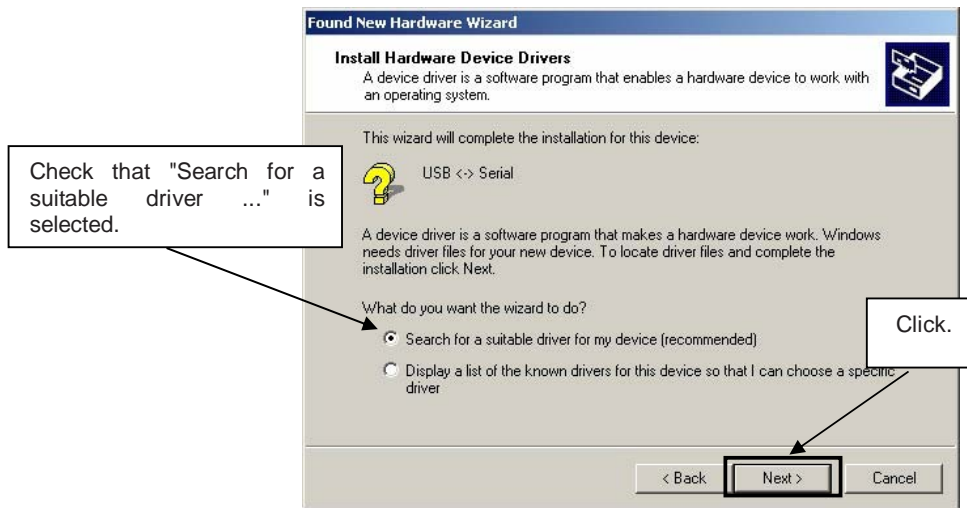 Found New Hardware Wizard
Install Hardware Device Drivers
A device driver is a software program that enables a hardware device to work with
an operating system.
This wizard will complete the installation for this device:
USB <-> Serial
Check that "Search for a
suitable driver ..." is
selected.
A device driver is a software program that makes a hardware device work. Windows
needs driver files for your new device. To locate driver files and complete the
installation click Next.
What do you want the wizard to do?
Click.
Search for a suitable driver for my device (recommended)
Display a list of the known drivers for this device so that I can choose a specific
driver
< Back
Next >
Cancel